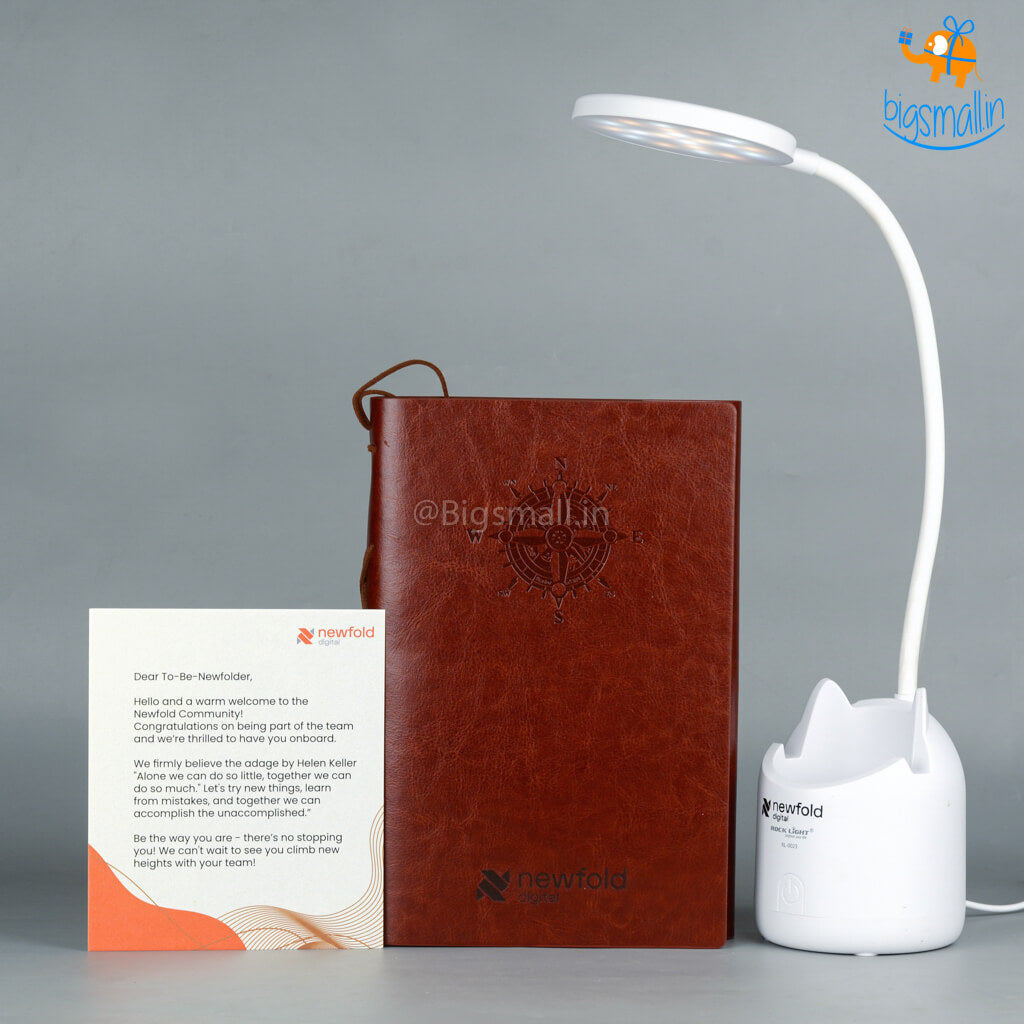 bigsmall.in
N
@Bigsmall.in
W E
S
newfold
digital
Dear To-Be-Newfolder,
Hello and a warm welcome to the
Newfold Community!
Congratulations on being part of the team
and we're thrilled to have you onboard.
We firmly believe the adage by Helen Keller
"Alone we can do so little, together we can
do so much." Let's try new things, learn
from mistakes, and together we can
accomplish the unaccomplished."
Be the way you are - there's no stopping
you! We can't wait to see you climb new
heights with your team!
newfold
digital
newfold
digital
ROCK LIGHT®
RL-0023